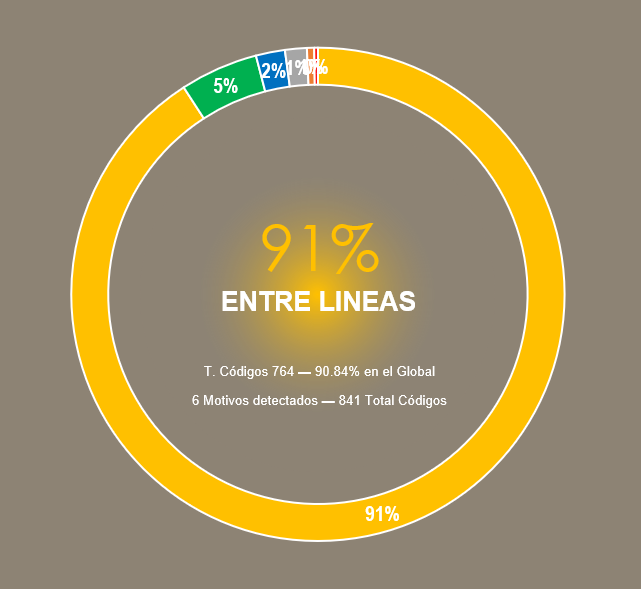 5%
2%
1%
91%
ENTRE LINEAS
T. Códigos 764 — 90.84% en el Global
6 Motivos detectados — 841 Total Códigos
91%